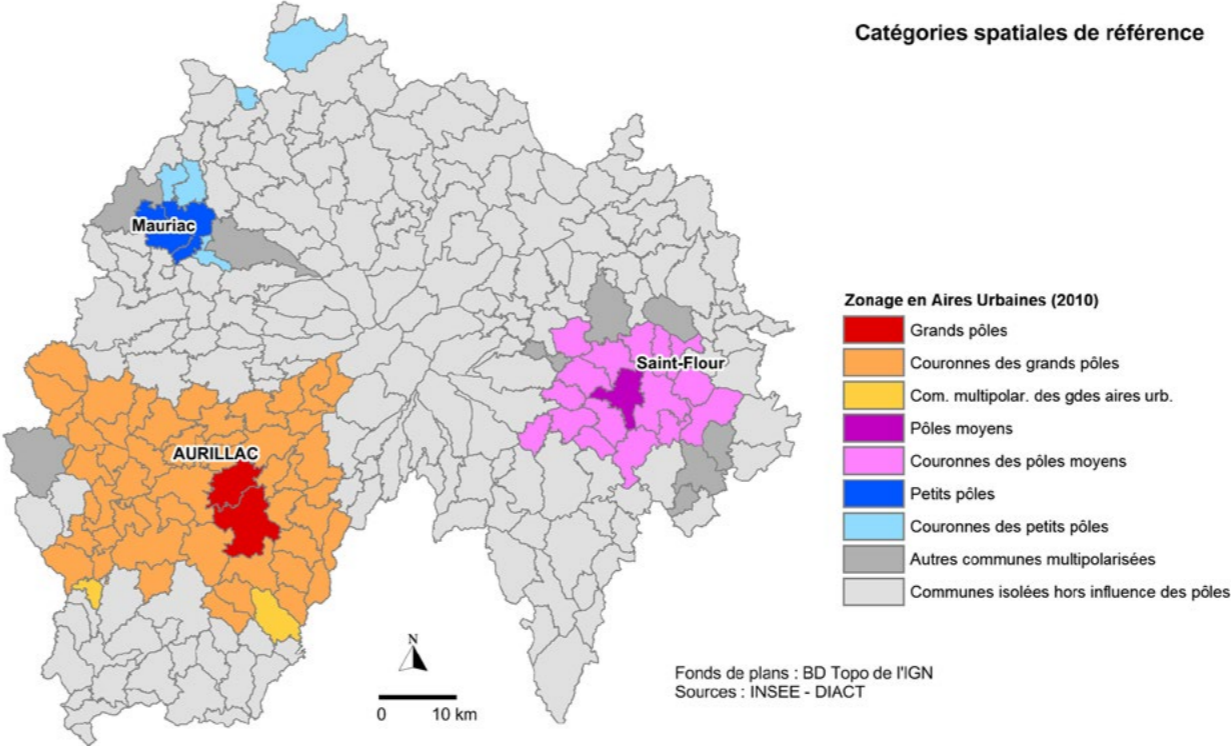 Catégories spatiales de référence
Mauriac
Saint-Flour
AURILLAC
Zonage en Aires Urbaines (2010)
Grands pôles
Couronnes des grands pôles
Com. multipolar. des gdes aires urb.
Pôles moyens
Couronnes des pôles moyens
Petits pôles
Couronnes des petits pôles
Autres communes multipolarisées
Communes isolées hors influence des pôles
N
0 10 km
Fonds de plans : BD Topo de l'IGN
Sources : INSEE - DIACT